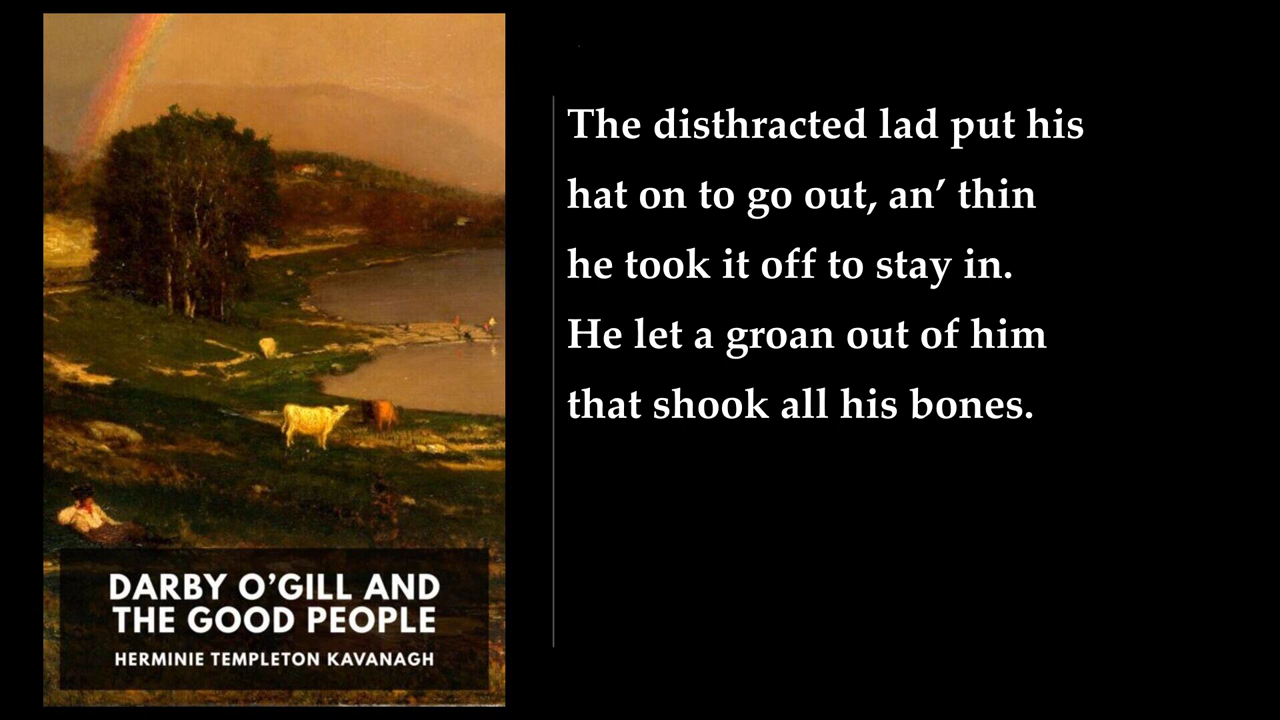 The disthracted lad put his
hat on to go out, an’ thin
he took it off to stay in.
He let a groan out of him
that shook all his bones.
DARBY O’GILL AND
THE GOOD PEOPLE
HERMINIE TEMPLETON KAVANAGH